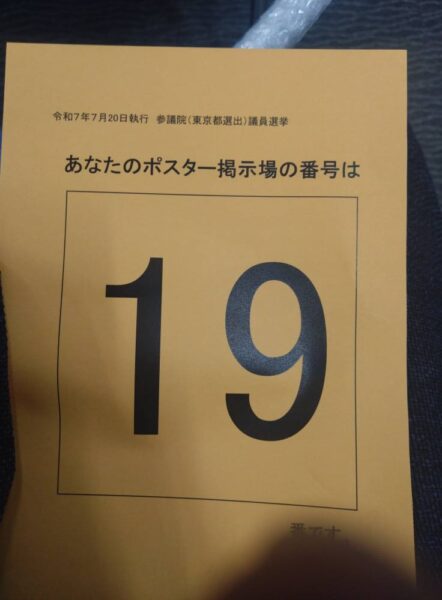 令和７年７月20日執行　参議院（東京都選出）議員選挙
あなたのポスター掲示場の番号は
19
番です。